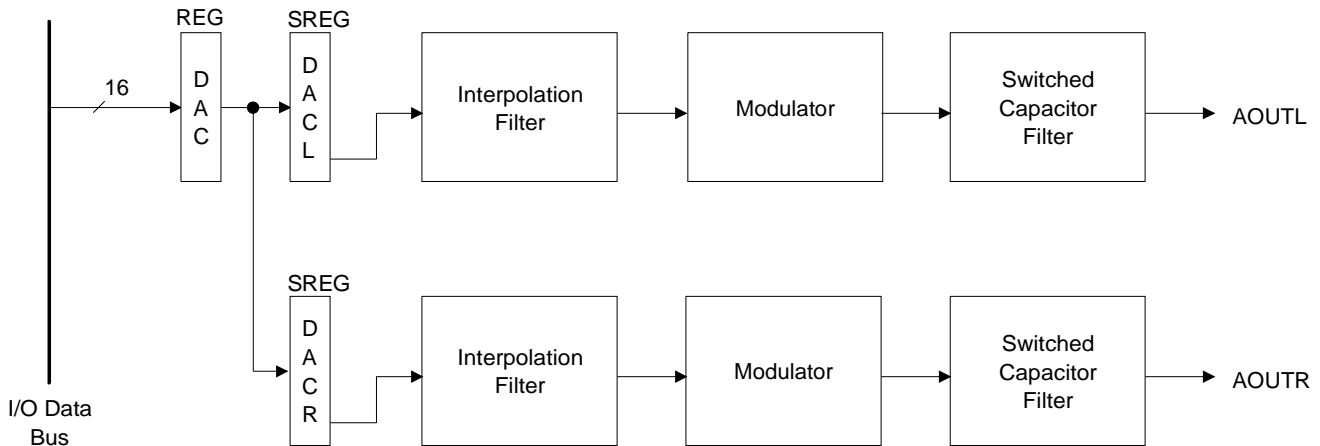 REG
SREG
16
D
A
C
D
A
C
L
Interpolation
Filter
Modulator
Switched
Capacitor
Filter
AOUTL
SREG
D
A
C
R
Interpolation
Filter
Modulator
Switched
Capacitor
Filter
AOUTR
I/O Data
Bus